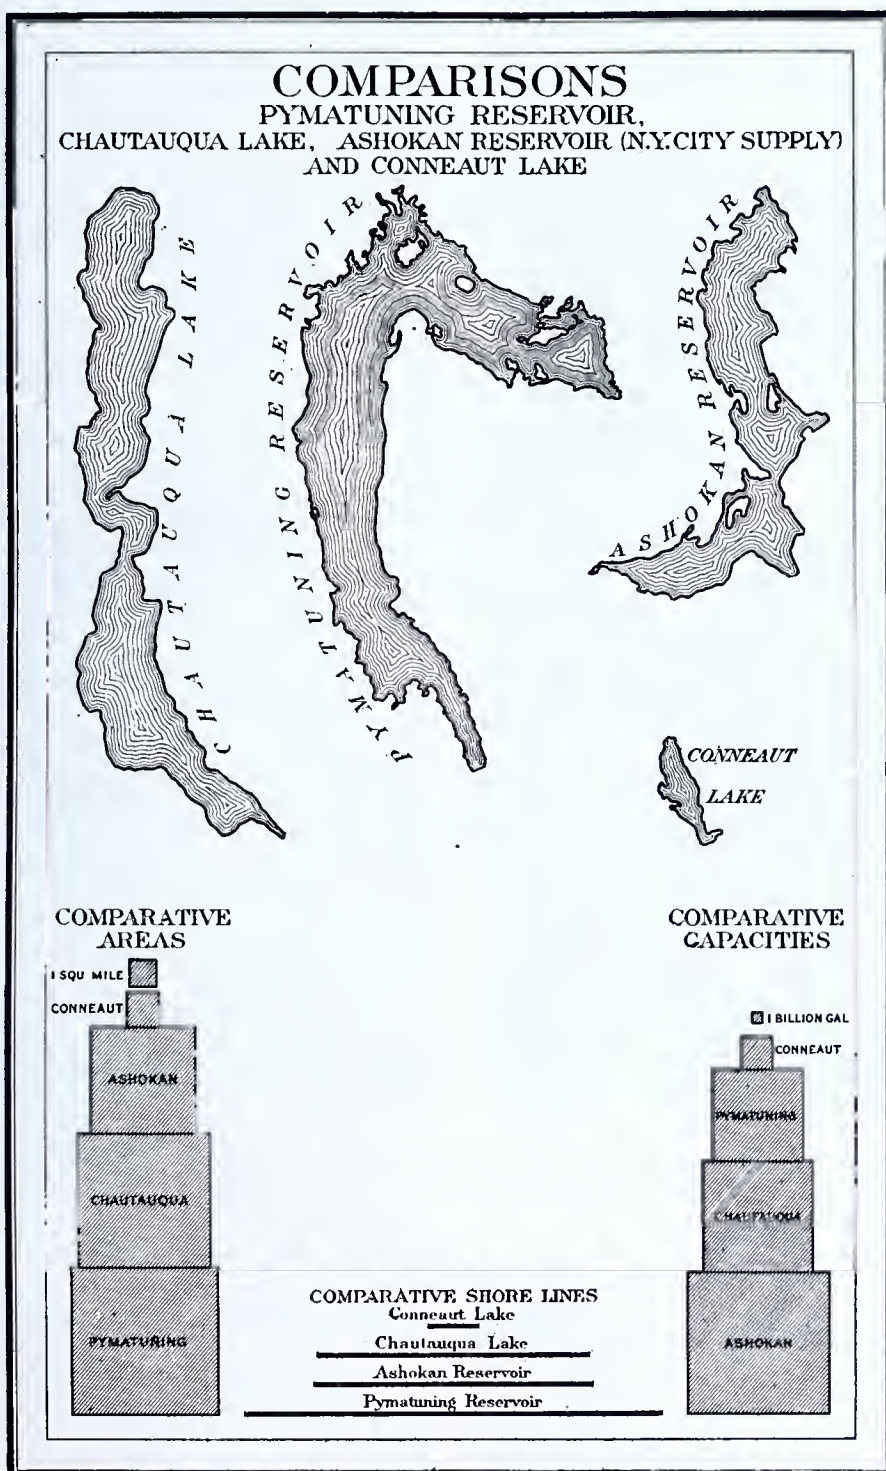 COMPARISONS
PYMATUNING RESERVOIR,
CHAUTAUQUA LAKE, ASHOKAN RESERVOIR (N.Y. CITY SUPPLY)
AND CONNEAUT LAKE
CHAUTAUQUA LAKE
PYMATUNING RESERVOIR
ASHOKAN RESERVOIR
CONNEAUT
LAKE
COMPARATIVE
AREAS
1 SQU MILE
CONNEAUT
ASHOKAN
CHAUTAUQUA
PYMATUNING
COMPARATIVE
CAPACITIES
1 BILLION GAL
CONNEAUT
PYMATUNING
CHAUTAUQUA
ASHOKAN
COMPARATIVE SHORE LINES
Conneaut Lake
Chautauqua Lake
Ashokan Reservoir
Pymatuning Reservoir